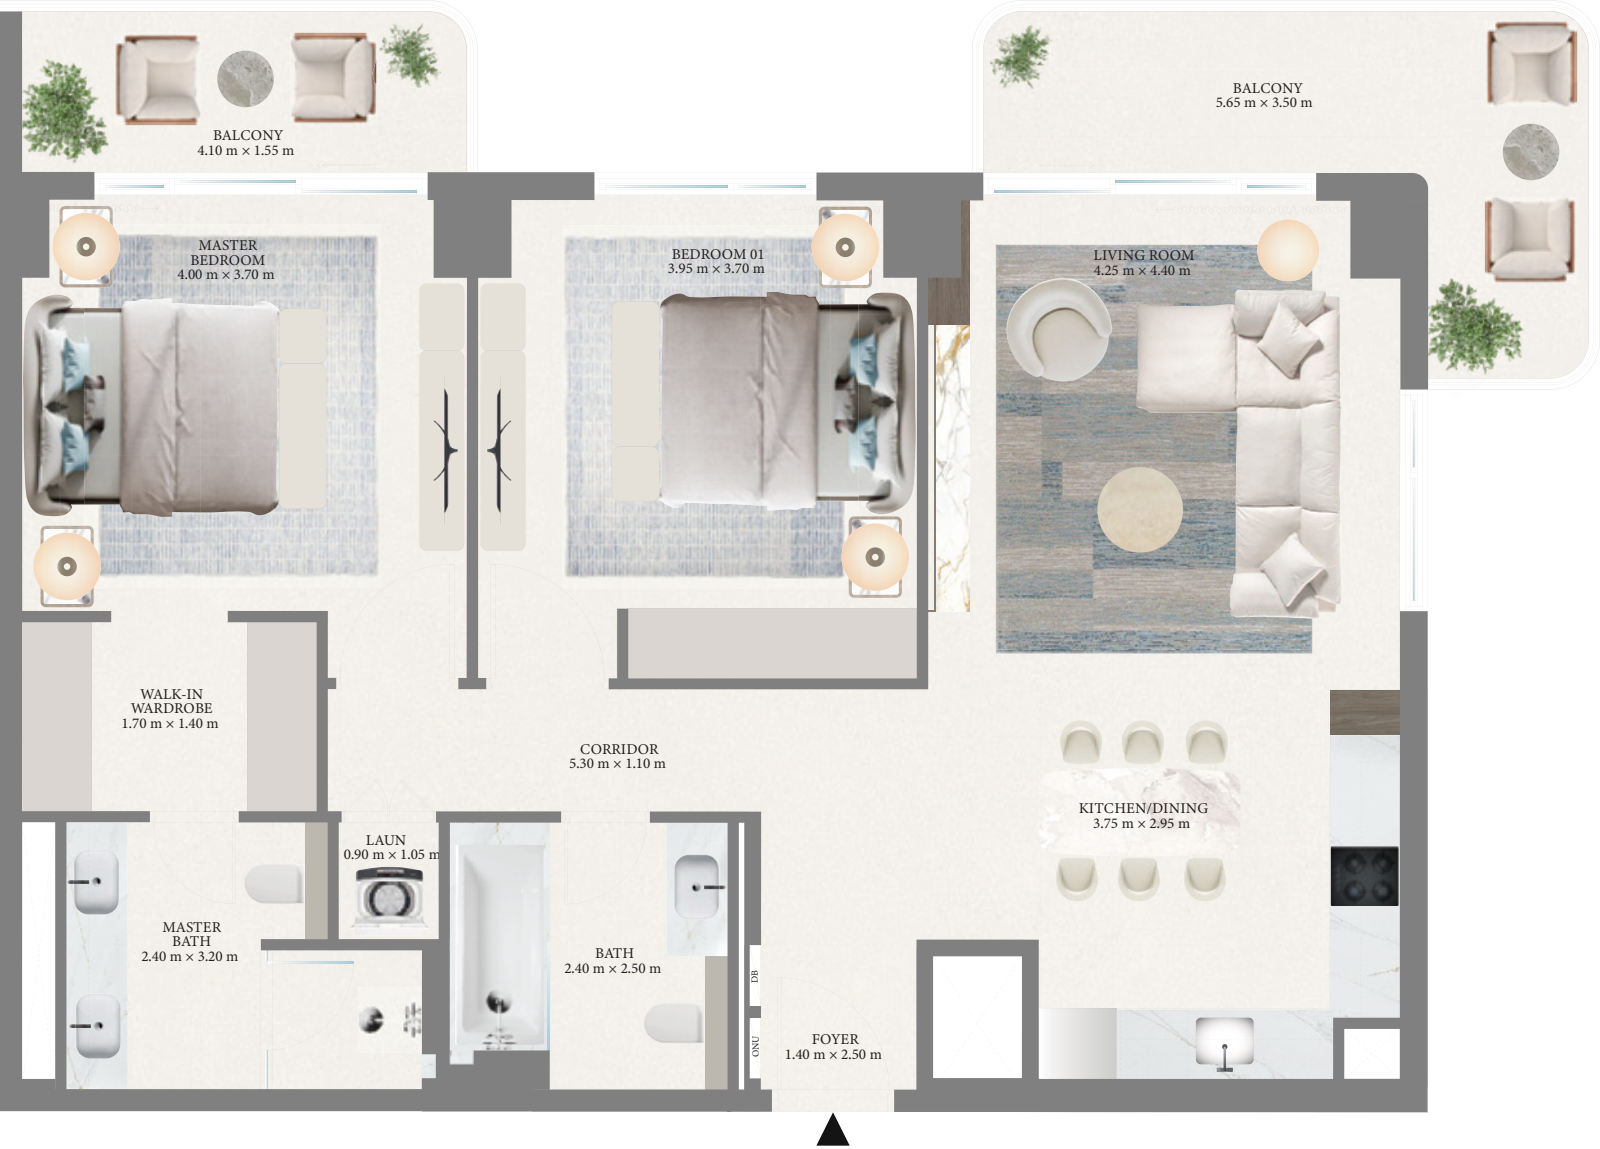 BALCONY
4.10 m × 1.55 m
BALCONY
5.65 m × 3.50 m
MASTER
BEDROOM
4.00 m × 3.70 m
BEDROOM 01
3.95 m × 3.70 m
LIVING ROOM
4.25 m × 4.40 m
WALK-IN
WARDROBE
1.70 m × 1.40 m
CORRIDOR
5.30 m × 1.10 m
KITCHEN/DINING
3.75 m × 2.95 m
LAUN
0.90 m × 1.05 m
MASTER
BATH
2.40 m × 3.20 m
BATH
2.40 m × 2.50 m
DB
ONU
FOYER
1.40 m × 2.50 m